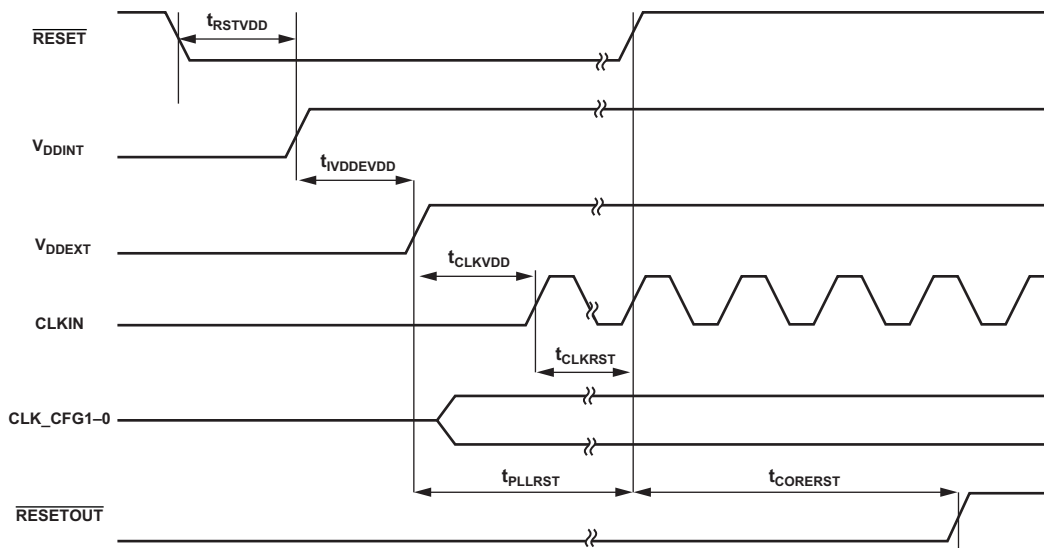 RESET
tRSTVDD
VDDINT
tIVDDEVDD
VDDEXT
tCLKVDD
CLKIN
tCLKRST
CLK_CFG1–0
tPLLRST
tCORERST
RESETOUT